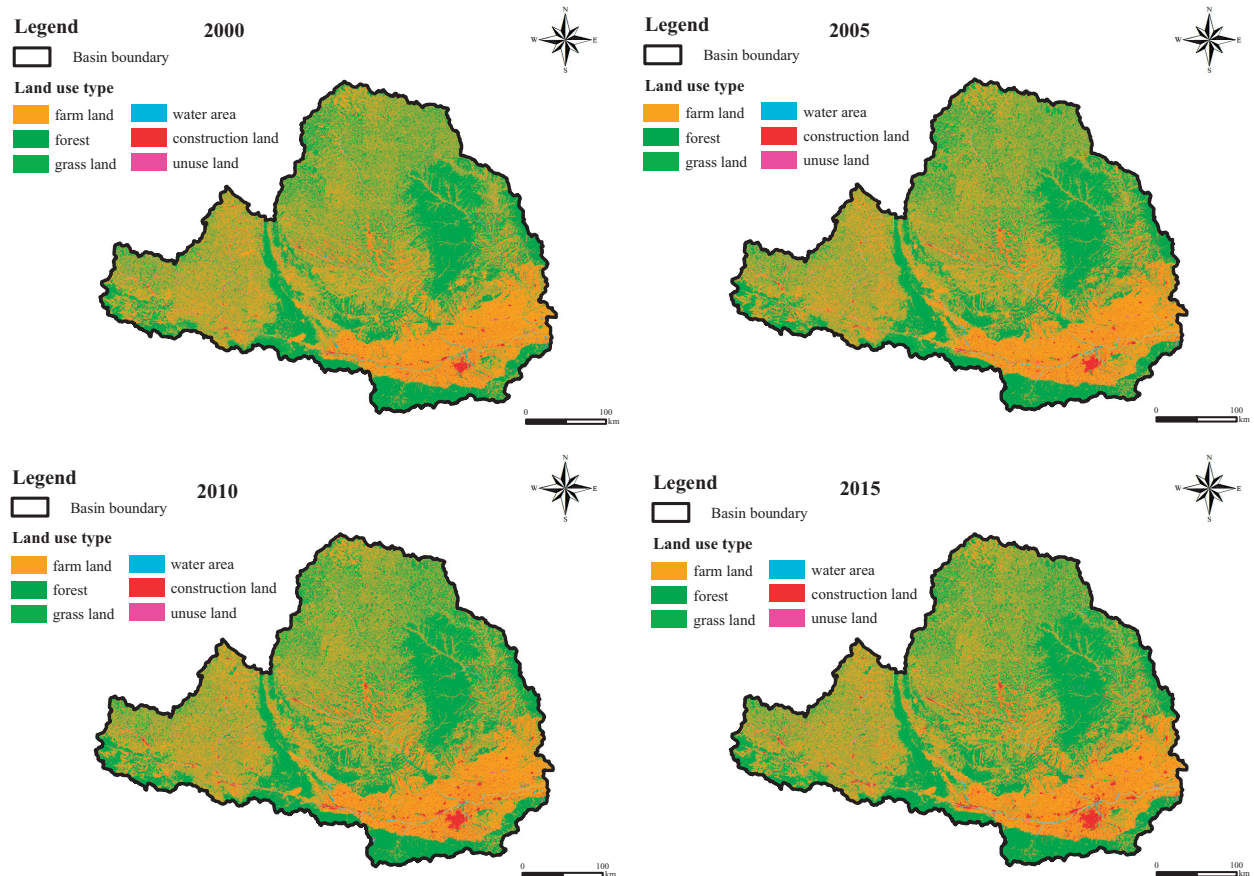 Legend
2000
Basin boundary
Land use type
farm land
water area
forest
construction land
grass land
unuse land
N
W
E
S
0
100
km
Legend
2005
Basin boundary
Land use type
farm land
water area
forest
construction land
grass land
unuse land
N
W
E
S
0
100
km
Legend
2010
Basin boundary
Land use type
farm land
water area
forest
construction land
grass land
unuse land
N
W
E
S
0
100
km
Legend
2015
Basin boundary
Land use type
farm land
water area
forest
construction land
grass land
unuse land
N
W
E
S
0
100
km